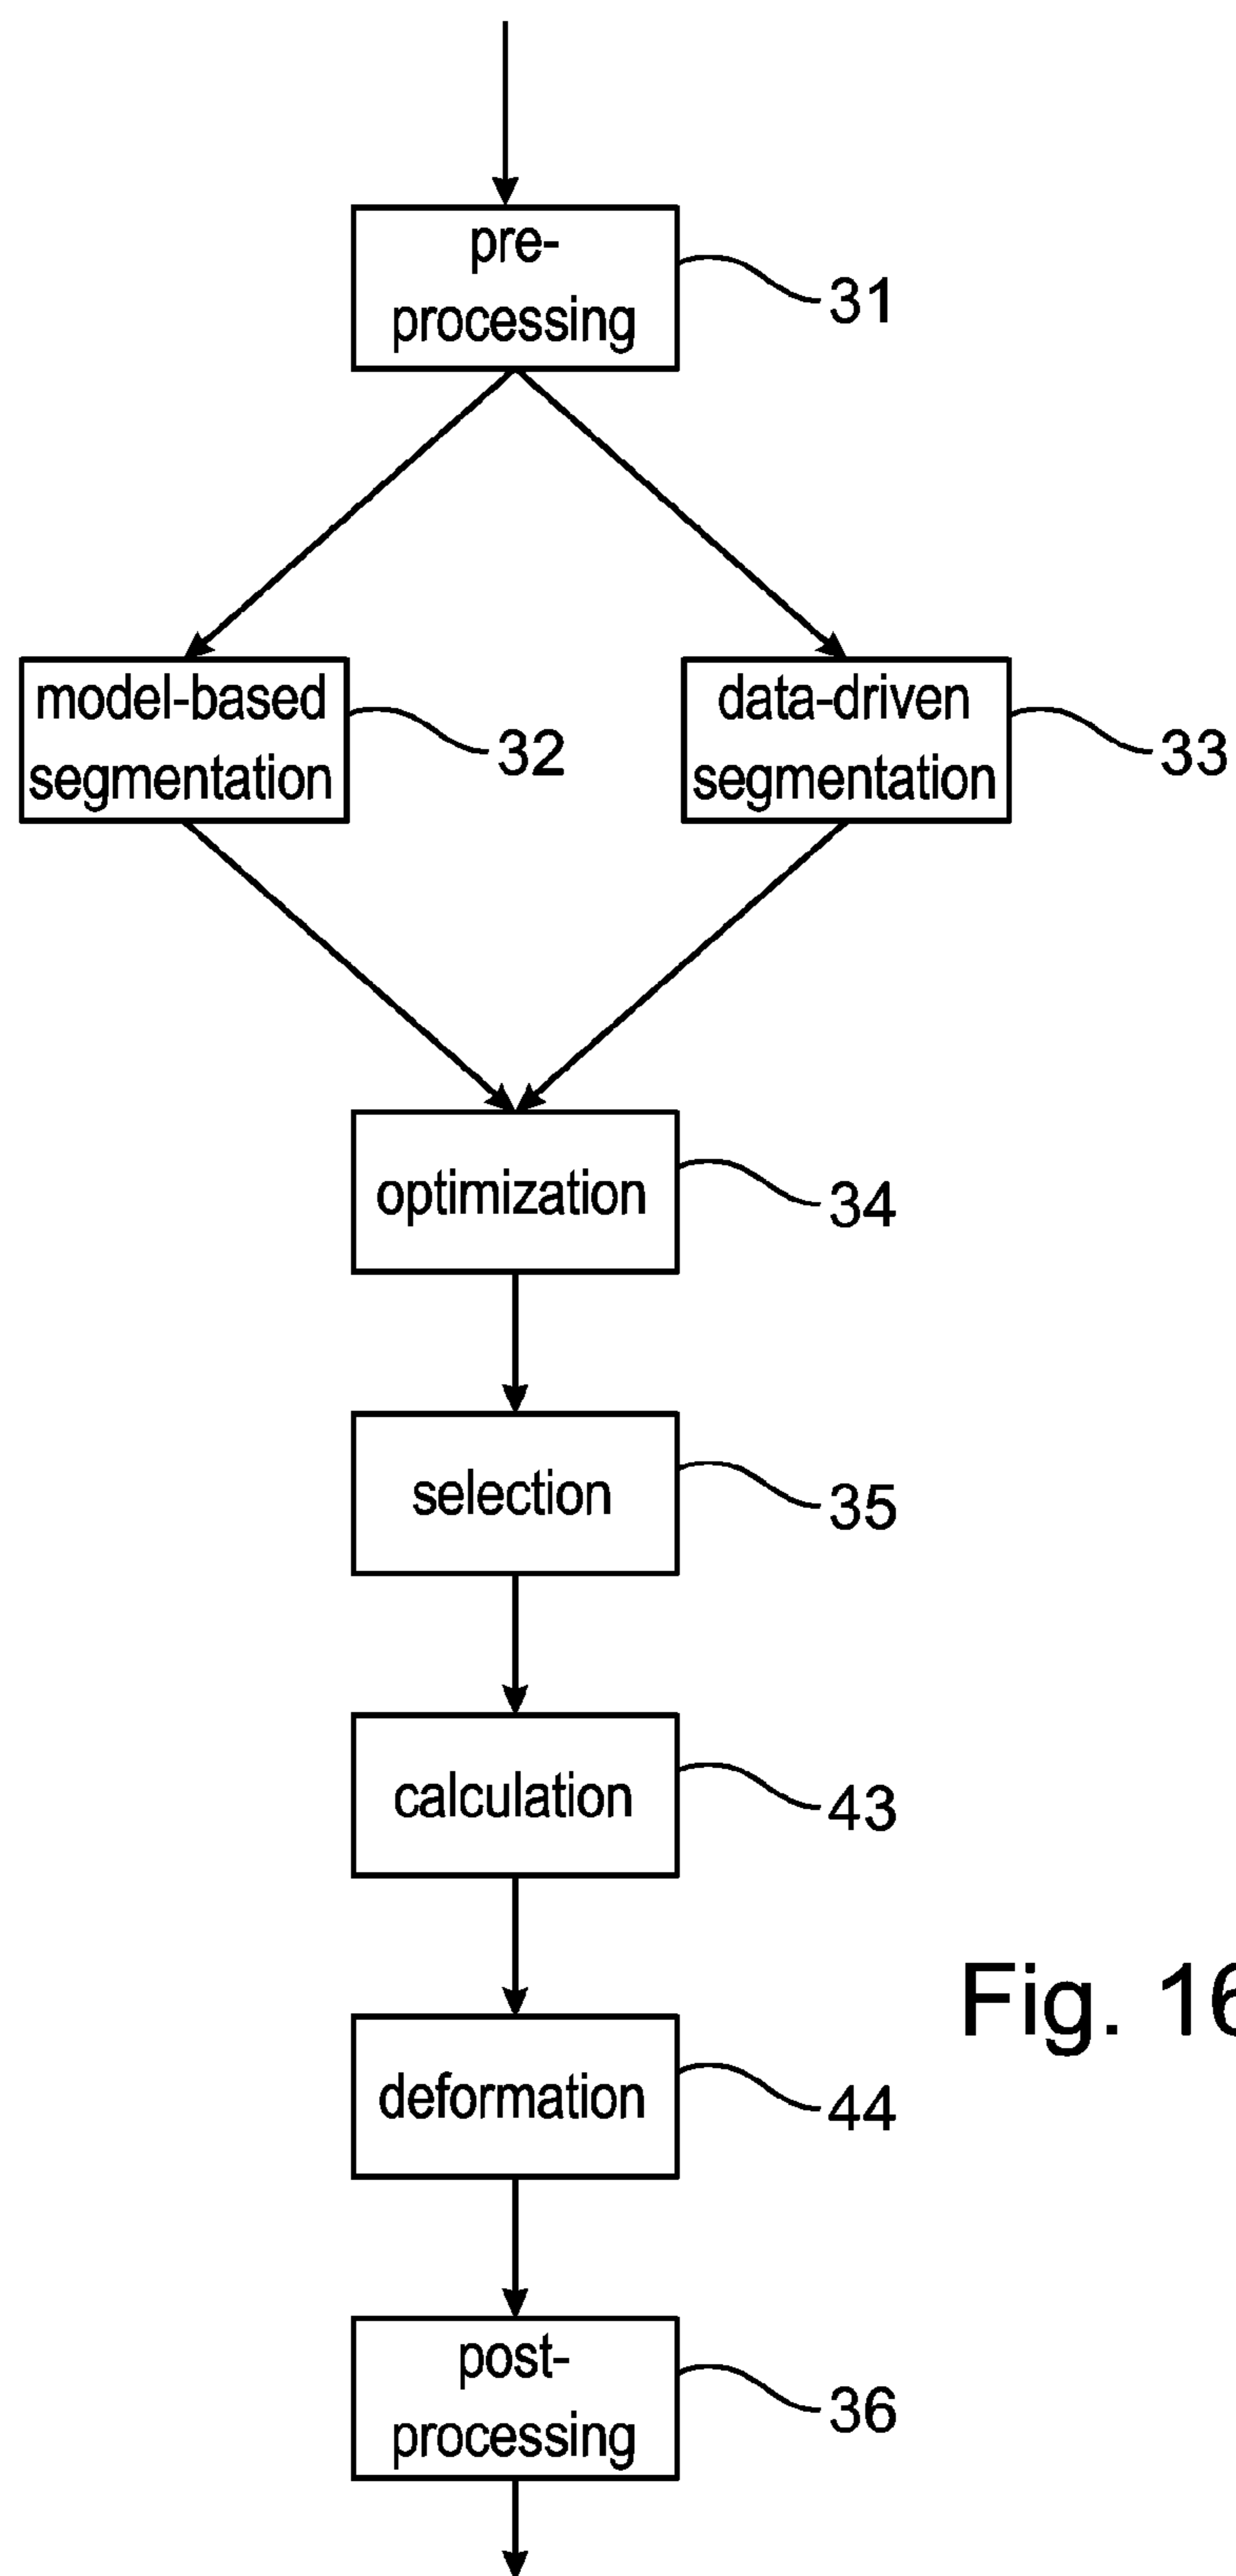 pre-
processing
31
model-based
segmentation
32
data-driven
segmentation
33
optimization
34
selection
35
calculation
43
Fig. 16
deformation
44
post-
processing
36